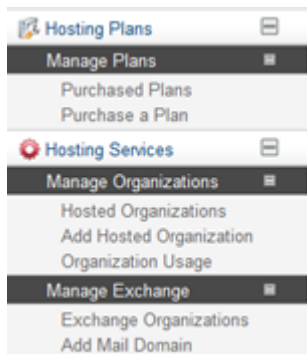 Hosting Plans
Manage Plans
Purchased Plans
Purchase a Plan
Hosting Services
Manage Organizations
Hosted Organizations
Add Hosted Organization
Organization Usage
Manage Exchange
Exchange Organizations
Add Mail Domain